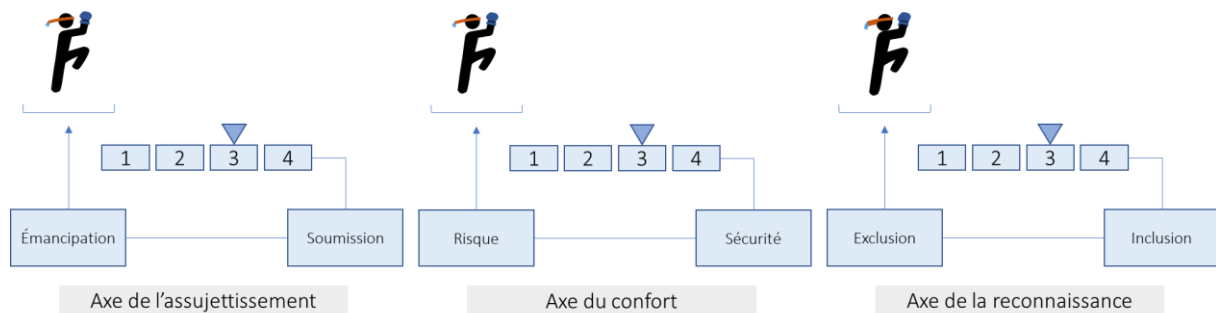 1 2 3 4
Émancipation
Soumission
Axe de l’assujettissement
1 2 3 4
Risque
Sécurité
Axe du confort
1 2 3 4
Exclusion
Inclusion
Axe de la reconnaissance